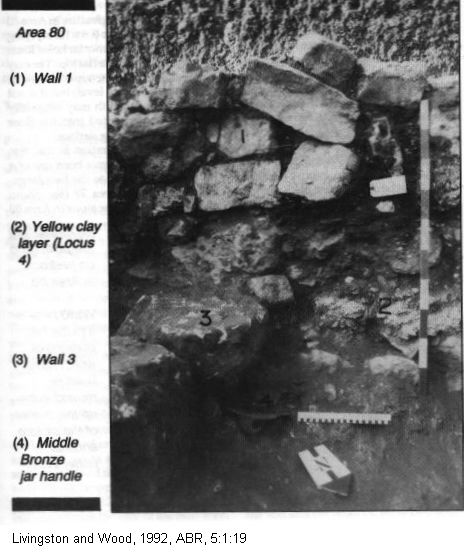 Area 80
(1) Wall 1
(2) Yellow clay
layer (Locus
4)
(3) Wall 3
(4) Middle
Bronze
jar handle
1
2
3
4
N
Livingston and Wood, 1992, ABR, 5:1:19